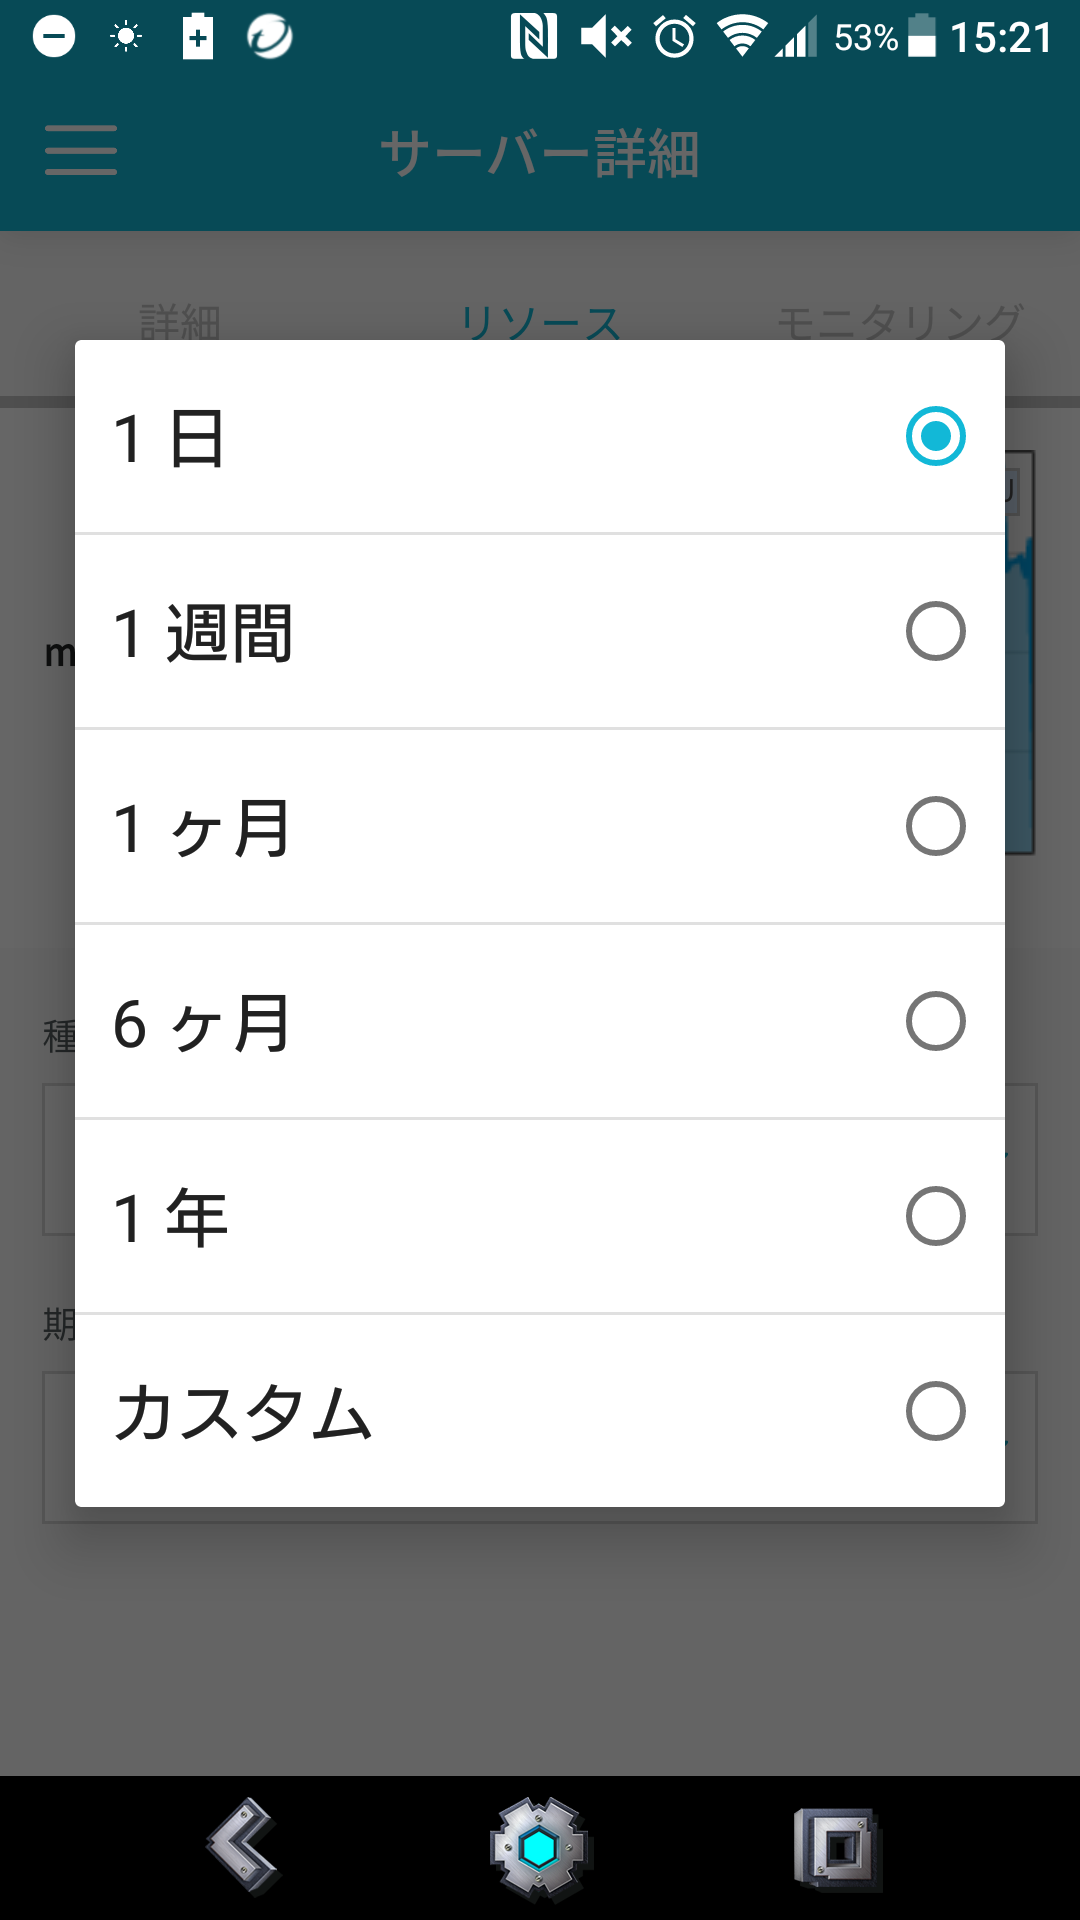 53% 15:21
サーバー詳細
詳細 リソース モニタリング
1 日
1 週間
m
1 ヶ月
6 ヶ月
種
1 年
期
カスタム